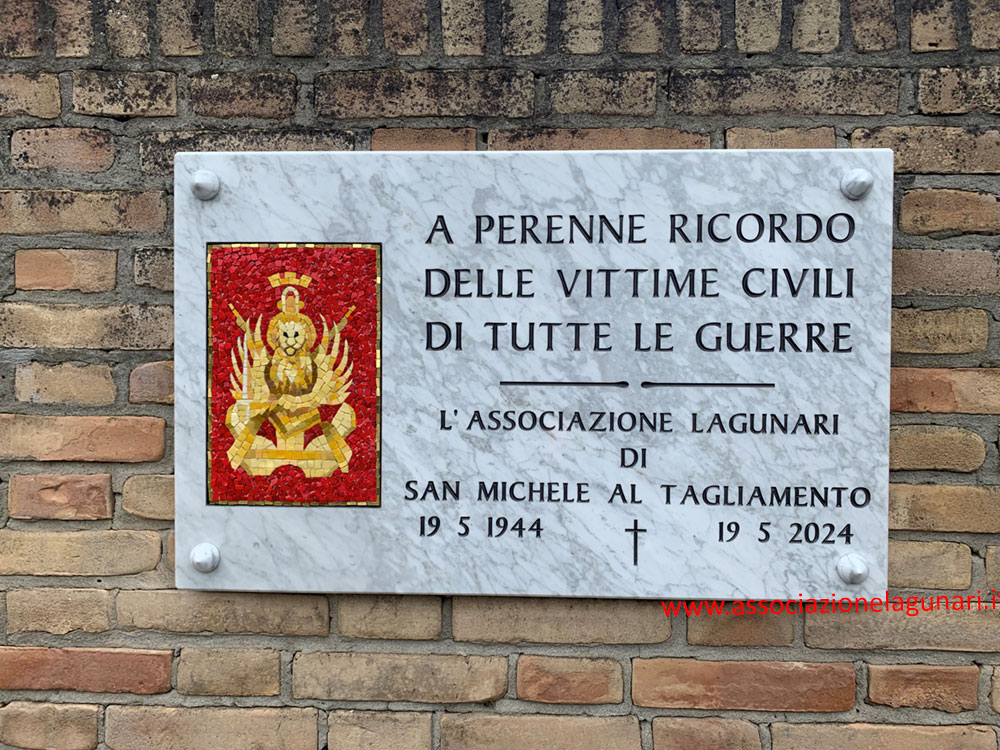 A PERENNE RICORDO
DELLE VITTIME CIVILI
DI TUTTE LE GUERRE
L'ASSOCIAZIONE LAGUNARI
DI
SAN MICHELE AL TAGLIAMENTO
19 5 1944 19 5 2024
www.associazionelagunari.i